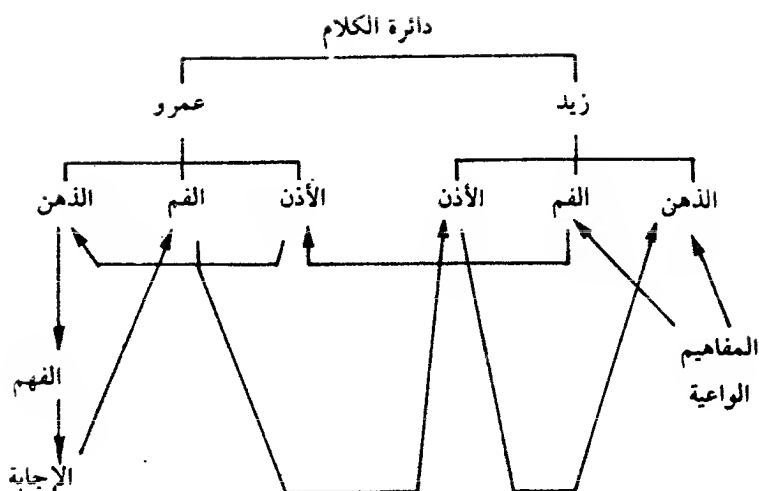 دائرة الكلام
زيد
عمرو
الذهن
الفم
الأذن
الأذن
الفم
الذهن
المفاهيم
الواعية
الفهم
الإجابة